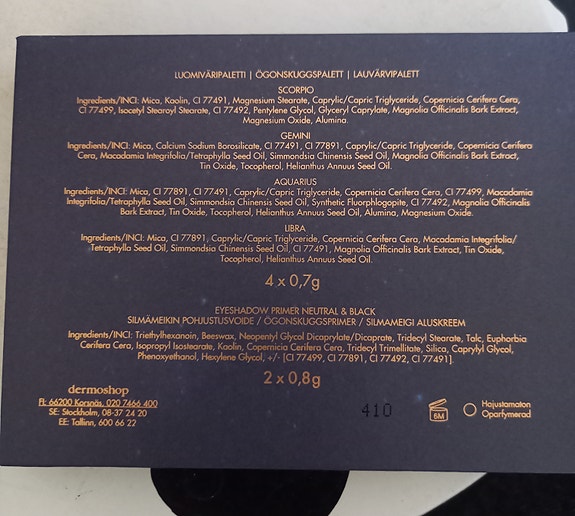 LUOMIVÄRIPALETTI | ÖGONSKUGGSPALETT | LAUVÄRVIPALETT
SCORPIO
Ingredients/INCI: Mica, Kaolin, CI 77491, Magnesium Stearate, Caprylic/Capric Triglyceride, Copernicia Cerifera Cera,
CI 77499, Isocetyl Stearoyl Stearate, CI 77492, Pentylene Glycol, Glyceryl Caprylate, Magnolia Officinalis Bark Extract,
Magnesium Oxide, Alumina.
GEMINI
Ingredients/INCI: Mica, Calcium Sodium Borosilicate, CI 77491, CI 77891, Caprylic/Capric Triglyceride, Copernicia Cerifera
Cera, Macadamia Integrifolia/Tetraphylla Seed Oil, Simmondsia Chinensis Seed Oil, Magnolia Officinalis Bark Extract,
Tin Oxide, Tocopherol, Helianthus Annuus Seed Oil.
AQUARIUS
Ingredients/INCI: Mica, CI 77891, CI 77491, Caprylic/Capric Triglyceride, Copernicia Cerifera Cera, CI 77499, Macadamia
Integrifolia/Tetraphylla Seed Oil, Simmondsia Chinensis Seed Oil, Synthetic Fluorphlogopite, CI 77492, Magnolia Officinalis
Bark Extract, Tin Oxide, Tocopherol, Helianthus Annuus Seed Oil, Alumina, Magnesium Oxide.
LIBRA
Ingredients/INCI: Mica, CI 77891, Caprylic/Capric Triglyceride, Copernicia Cerifera Cera, Macadamia Integrifolia/
Tetraphylla Seed Oil, Simmondsia Chinensis Seed Oil, CI 77491, Magnolia Officinalis Bark Extract, Tin Oxide,
Tocopherol, Helianthus Annuus Seed Oil.
4 x 0,7g
EYESHADOW PRIMER NEUTRAL & BLACK
SILMÄMEIKIN POHJUSTUSVOIDE / ÖGONSKUGGSPRIMER / SILMAMEIGI ALUSKREEM
Ingredients/INCI: Triethylhexanoin, Beeswax, Neopentyl Glycol Dicaprylate/Dicaprate, Tridecyl Stearate, Talc, Euphorbia
Cerifera Cera, Isopropyl Isostearate, Kaolin, Copernicia Cerifera Cera, Tridecyl Trimellitate, Silica, Caprylyl Glycol,
Phenoxyethanol, Hexylene Glycol, +/- [CI 77499, CI 77891, CI 77492, CI 77491].
2 x 0,8g
dermoshop
FI: 66200 Korsnäs, 020 7466 400
SE: Stockholm, 08-37 24 20
EE: Tallinn, 600 66 22
410
6M
Hajustamaton
Oparfymerad